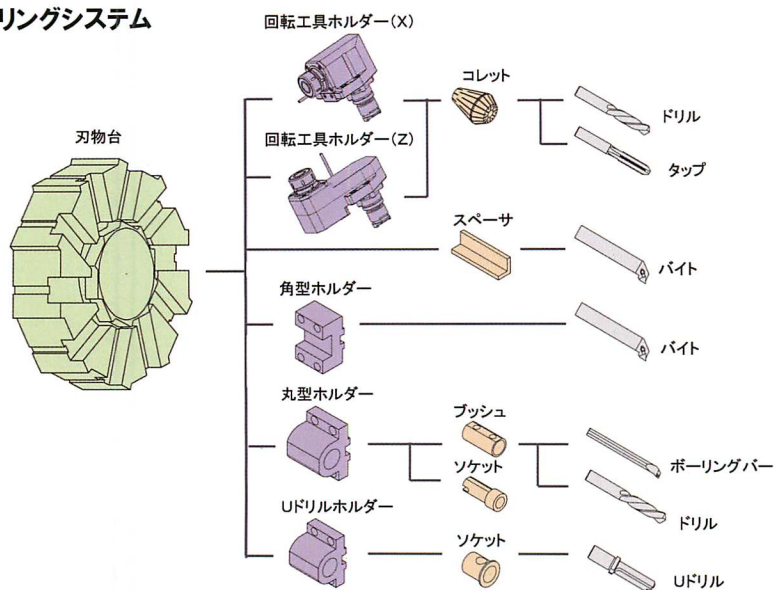 リングシステム
回転工具ホルダー(X)
コレット
ドリル
刃物台
回転工具ホルダー(Z)
タップ
スペーサ
バイト
角型ホルダー
バイト
丸型ホルダー
ブッシュ
ソケット
ボーリングバー
Uドリルホルダー
ドリル
ソケット
Uドリル